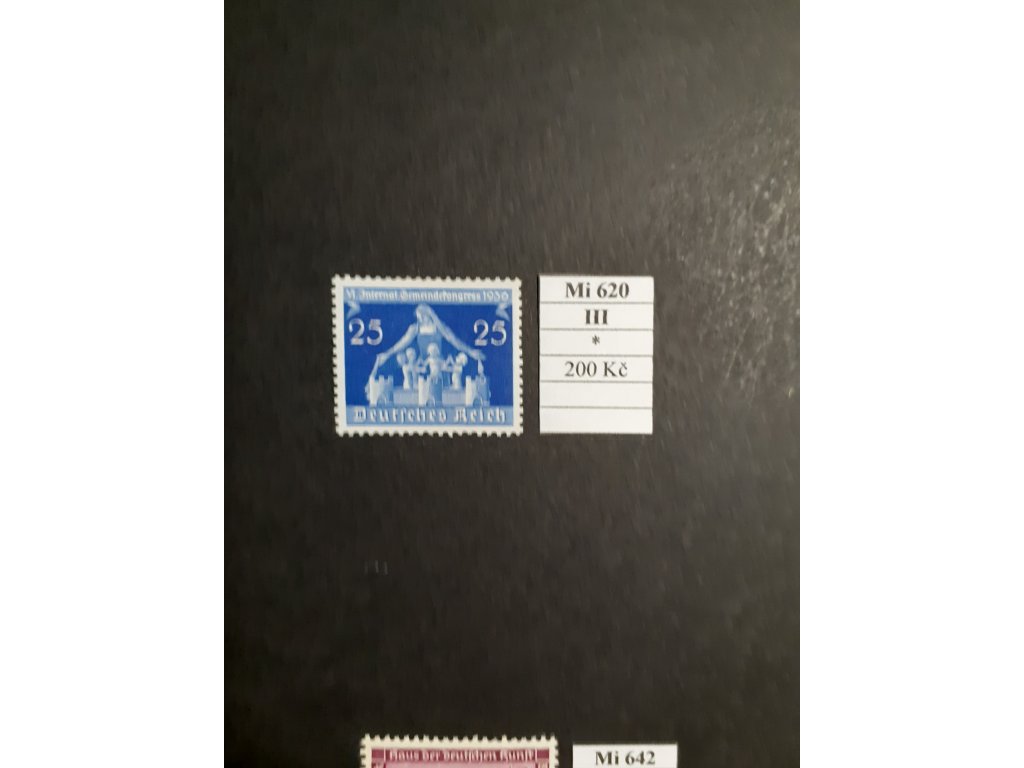 VI Internat. Gemeindekongress 1936
25 25
Deutsches Reich
Mi 620
III
*
200 Kč
Haus der Deutschen Kunst
Mi 642